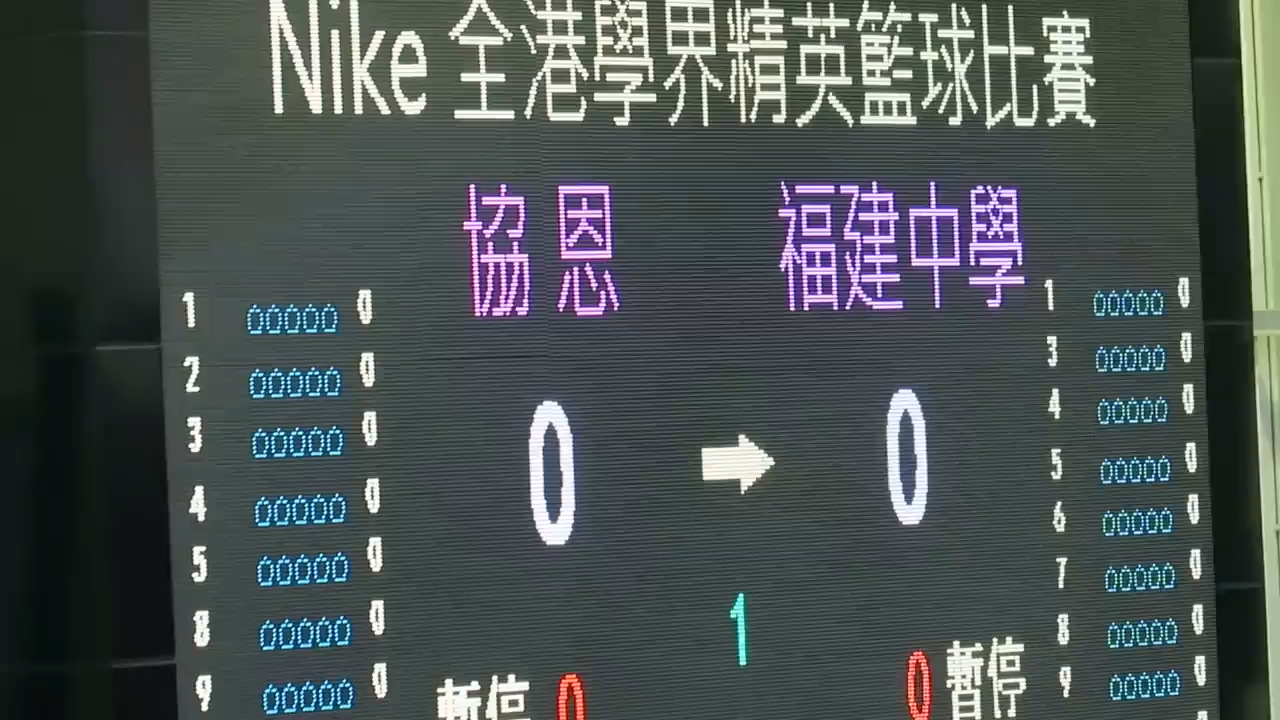 Nike 全港學界精英籃球比賽
協恩 福建中學
1 00000 0 1 00000 0
2 00000 0 3 00000 0
3 00000 0 4 00000 0
0 0
4 00000 0 5 00000 0
5 00000 0 6 00000 0
8 00000 0 7 00000 0
1
9 00000 0 8 00000 0
9 00000 0
暫停 0 0 暫停